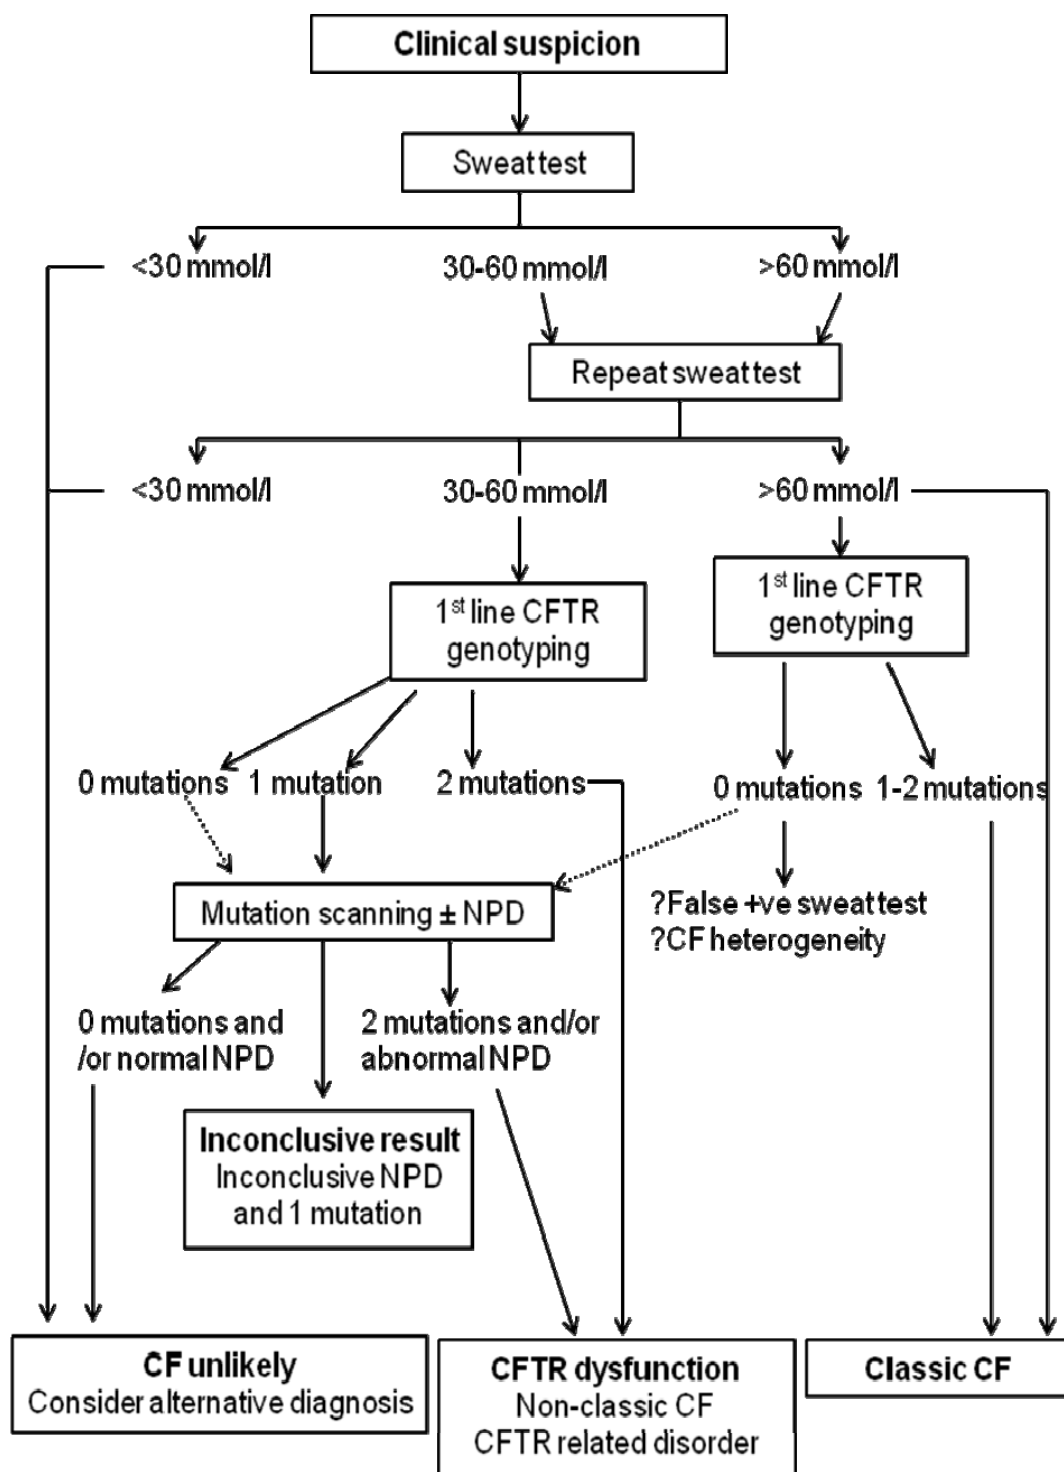 Clinical suspicion
Sweat test
<30 mmol/l
30-60 mmol/l
>60 mmol/l
Repeat sweat test
<30 mmol/l
30-60 mmol/l
>60 mmol/l
1st line CFTR
genotyping
1st line CFTR
genotyping
0 mutations
1 mutation
2 mutations
0 mutations
1-2 mutations
Mutation scanning ± NPD
?False +ve sweat test
?CF heterogeneity
0 mutations and
/or normal NPD
2 mutations and/or
abnormal NPD
Inconclusive result
Inconclusive NPD
and 1 mutation
CF unlikely
Consider alternative diagnosis
CFTR dysfunction
Non-classic CF
CFTR related disorder
Classic CF